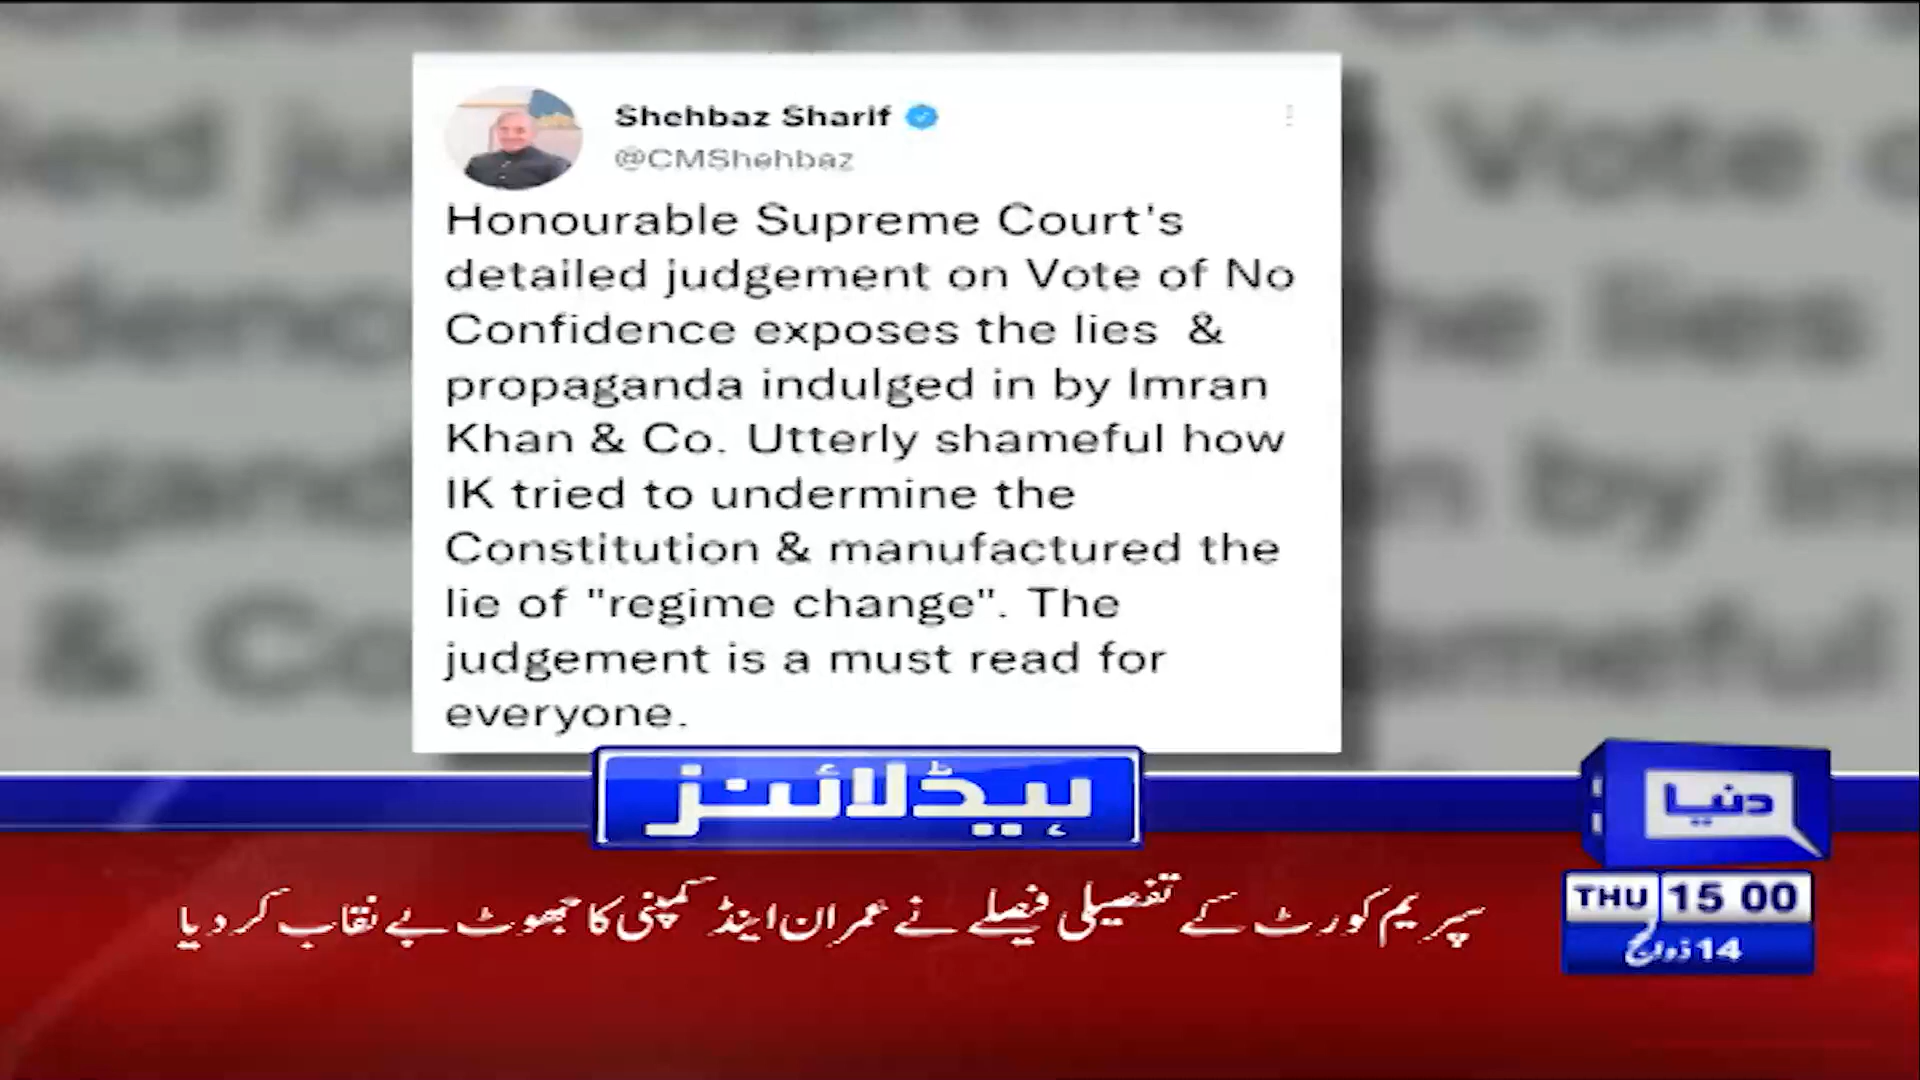 Shehbaz Sharif
@CMShehbaz
Honourable Supreme Court's
detailed judgement on Vote of No
Confidence exposes the lies & 
propaganda indulged in by Imran
Khan & Co. Utterly shameful how
IK tried to undermine the
Constitution & manufactured the
lie of "regime change". The
judgement is a must read for
everyone.
ہیڈلائنز
دنیا
سپریم کورٹ کے تفصیلی فیصلے نے عمران اینڈ کمپنی کا جھوٹ بے نقاب کر دیا
THU 15 00
14 ذوالحج